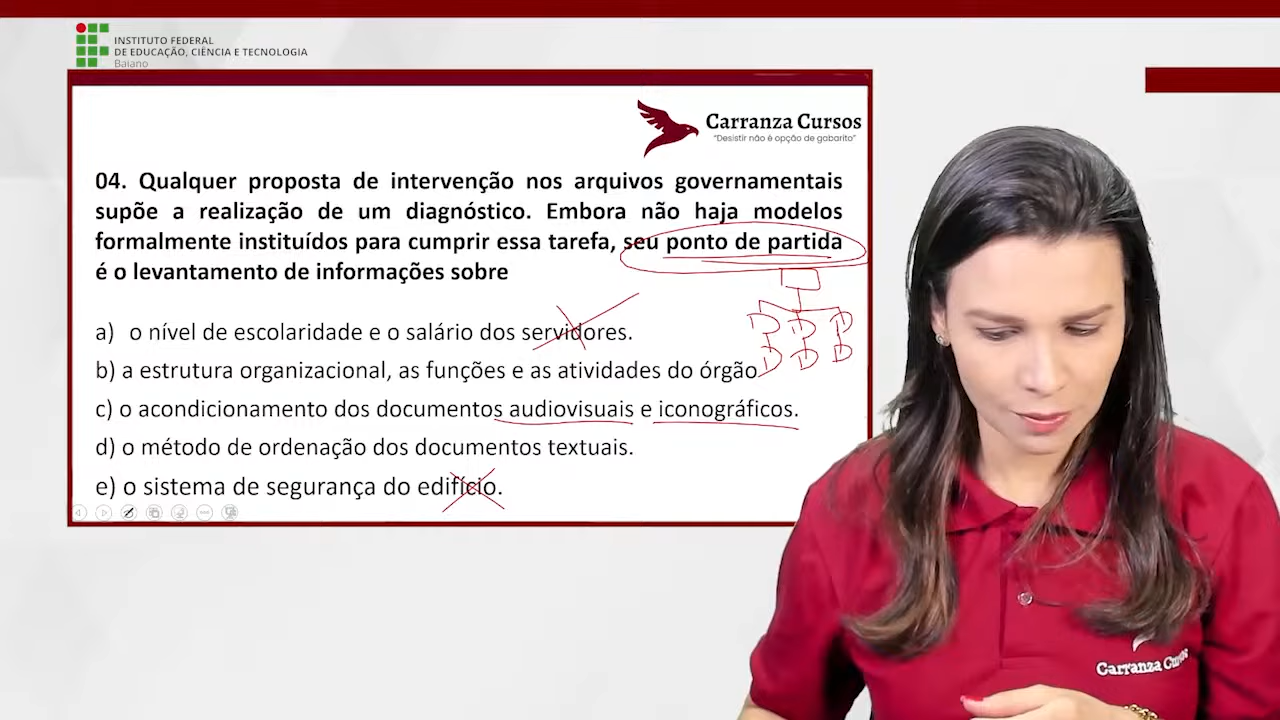 INSTITUTO FEDERAL
DE EDUCAÇÃO, CIÊNCIA E TECNOLOGIA
Baiano
Carranza Cursos
"Desistir não é opção de gabarito"
04. Qualquer proposta de intervenção nos arquivos governamentais
supõe a realização de um diagnóstico. Embora não haja modelos
formalmente instituídos para cumprir essa tarefa, seu ponto de partida
é o levantamento de informações sobre
D D D
D D D
a) o nível de escolaridade e o salário dos servidores.
b) a estrutura organizacional, as funções e as atividades do órgão
c) o acondicionamento dos documentos audiovisuais e iconográficos.
d) o método de ordenação dos documentos textuais.
e) o sistema de segurança do edifício.
Carranza Cursos